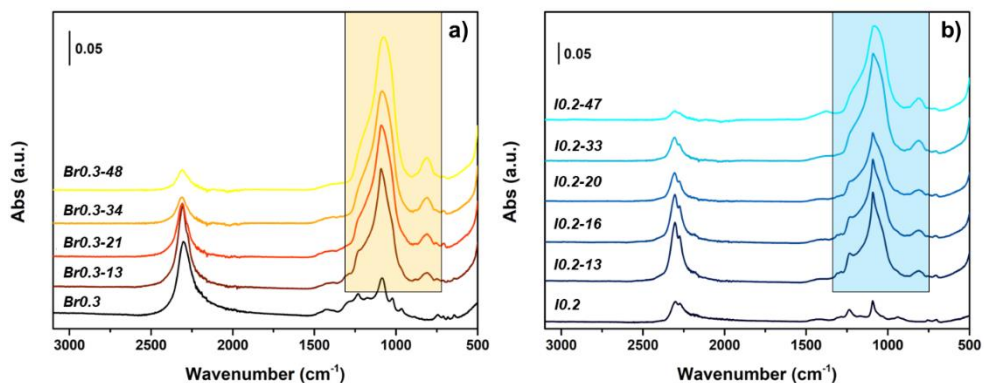 a)
0.05
Br0.3-48
Br0.3-34
Br0.3-21
Br0.3-13
Br0.3
Abs (a.u.)
3000 2500 2000 1500 1000 500
Wavenumber (cm⁻¹)
b)
0.05
I0.2-47
I0.2-33
I0.2-20
I0.2-16
I0.2-13
I0.2
Abs (a.u.)
3000 2500 2000 1500 1000 500
Wavenumber (cm⁻¹)